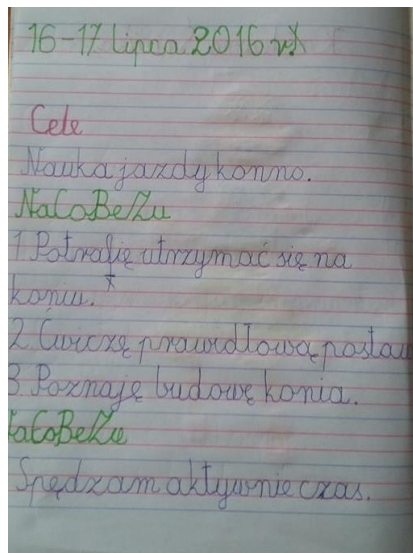 16-17 lipca 2016 r.
Cele
Nauka jazdy konno.
NaCoBeZu
1 Potrafię utrzymać się na
koniu.
2. Ćwiczę prawidłową postaw
3 Poznaję budowę konia.
NaCoBeZu
Spędzam aktywnie czas.